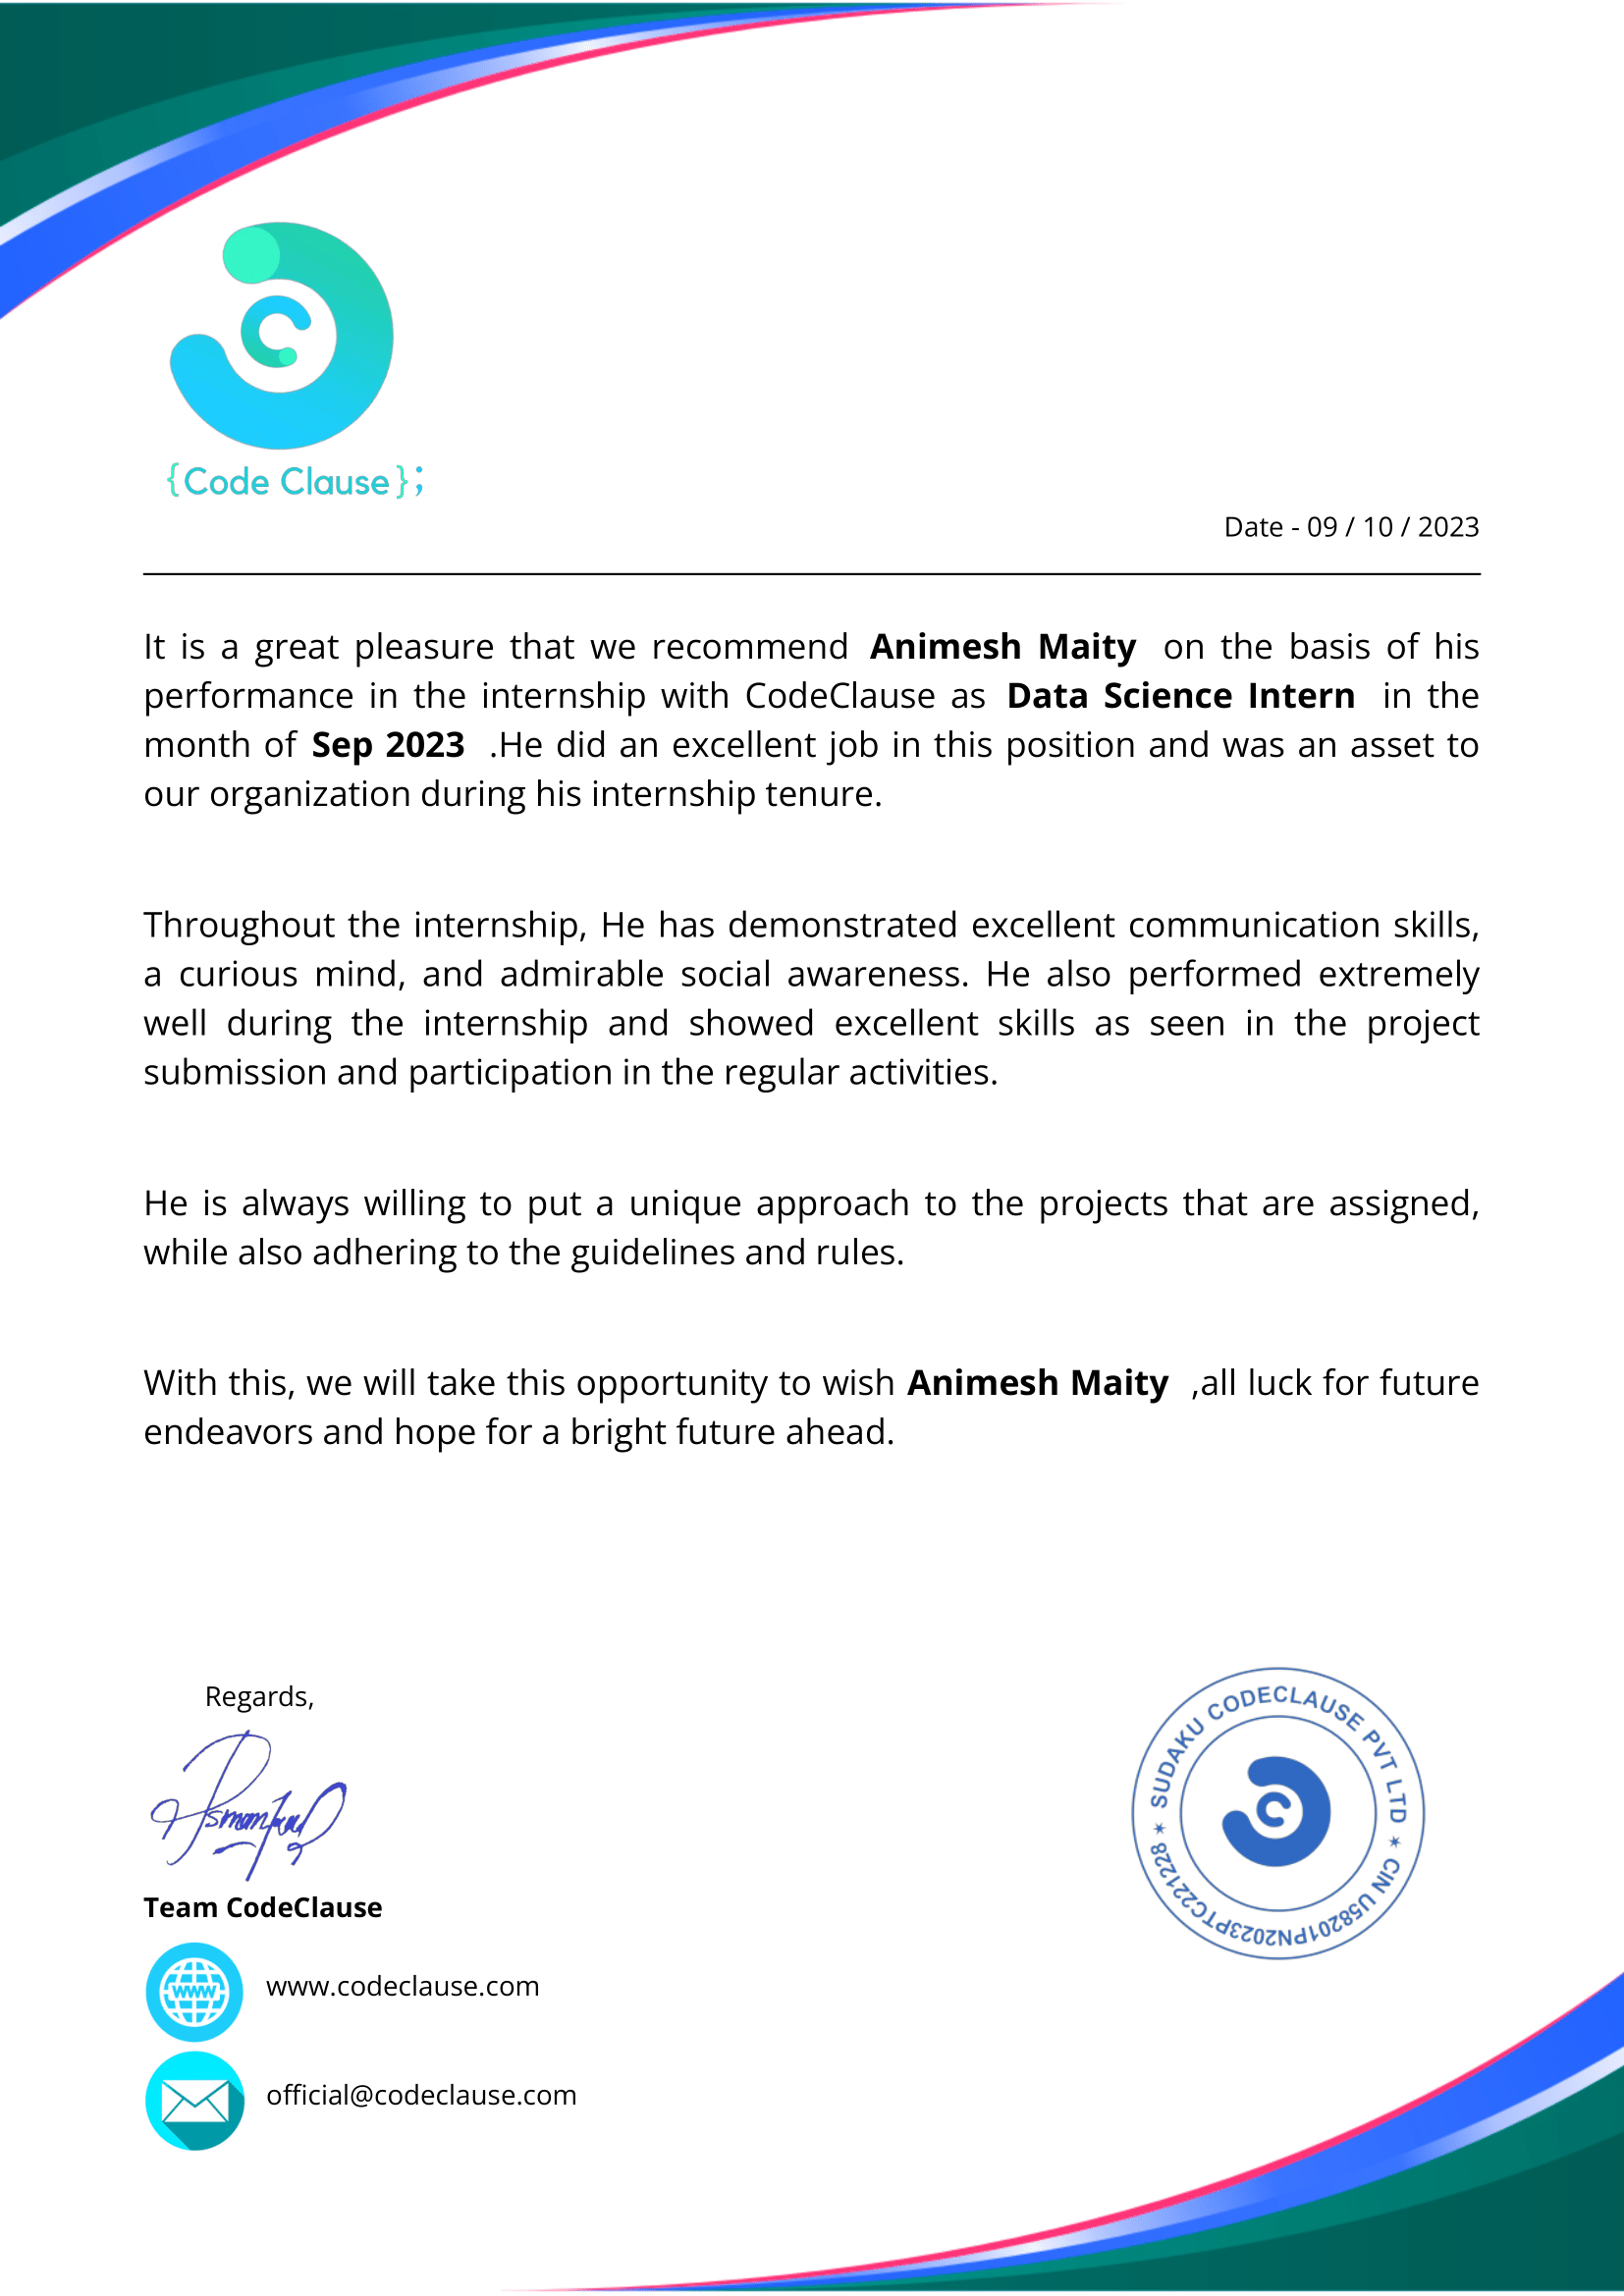 {Code Clause};
Date - 09 / 10 / 2023
It is a great pleasure that we recommend Animesh Maity on the basis of his
performance in the internship with CodeClause as Data Science Intern in the
month of Sep 2023 .He did an excellent job in this position and was an asset to
our organization during his internship tenure.
Throughout the internship, He has demonstrated excellent communication skills,
a curious mind, and admirable social awareness. He also performed extremely
well during the internship and showed excellent skills as seen in the project
submission and participation in the regular activities.
He is always willing to put a unique approach to the projects that are assigned,
while also adhering to the guidelines and rules.
With this, we will take this opportunity to wish Animesh Maity ,all luck for future
endeavors and hope for a bright future ahead.
Regards,
Team CodeClause
WWW
www.codeclause.com
official@codeclause.com
SUDAKU CODECLAUSE PVT LTD
CIN U58201PN2023PTC221228